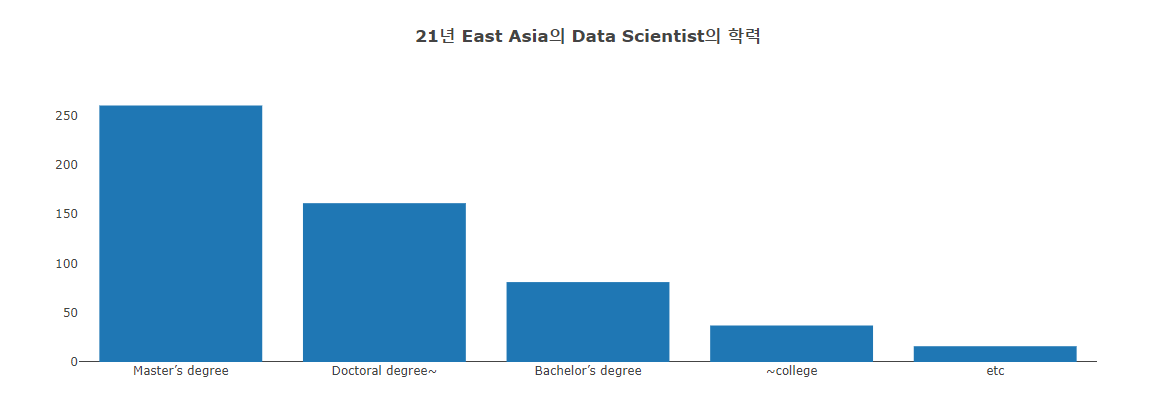 21년 East Asia의 Data Scientist의 학력
250
200
150
100
50
0
Master’s degree
Doctoral degree~
Bachelor’s degree
~college
etc